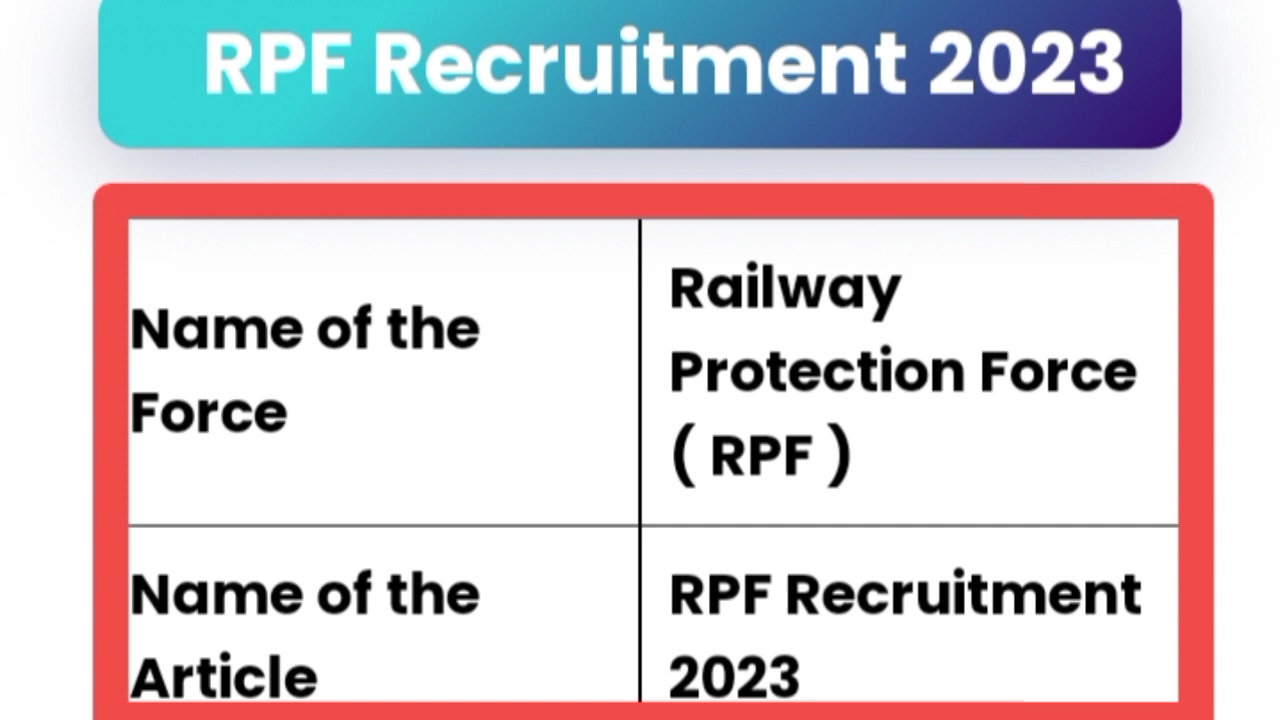 RPF Recruitment 2023
Name of the
Force
Railway
Protection Force
( RPF )
Name of the
Article
RPF Recruitment
2023